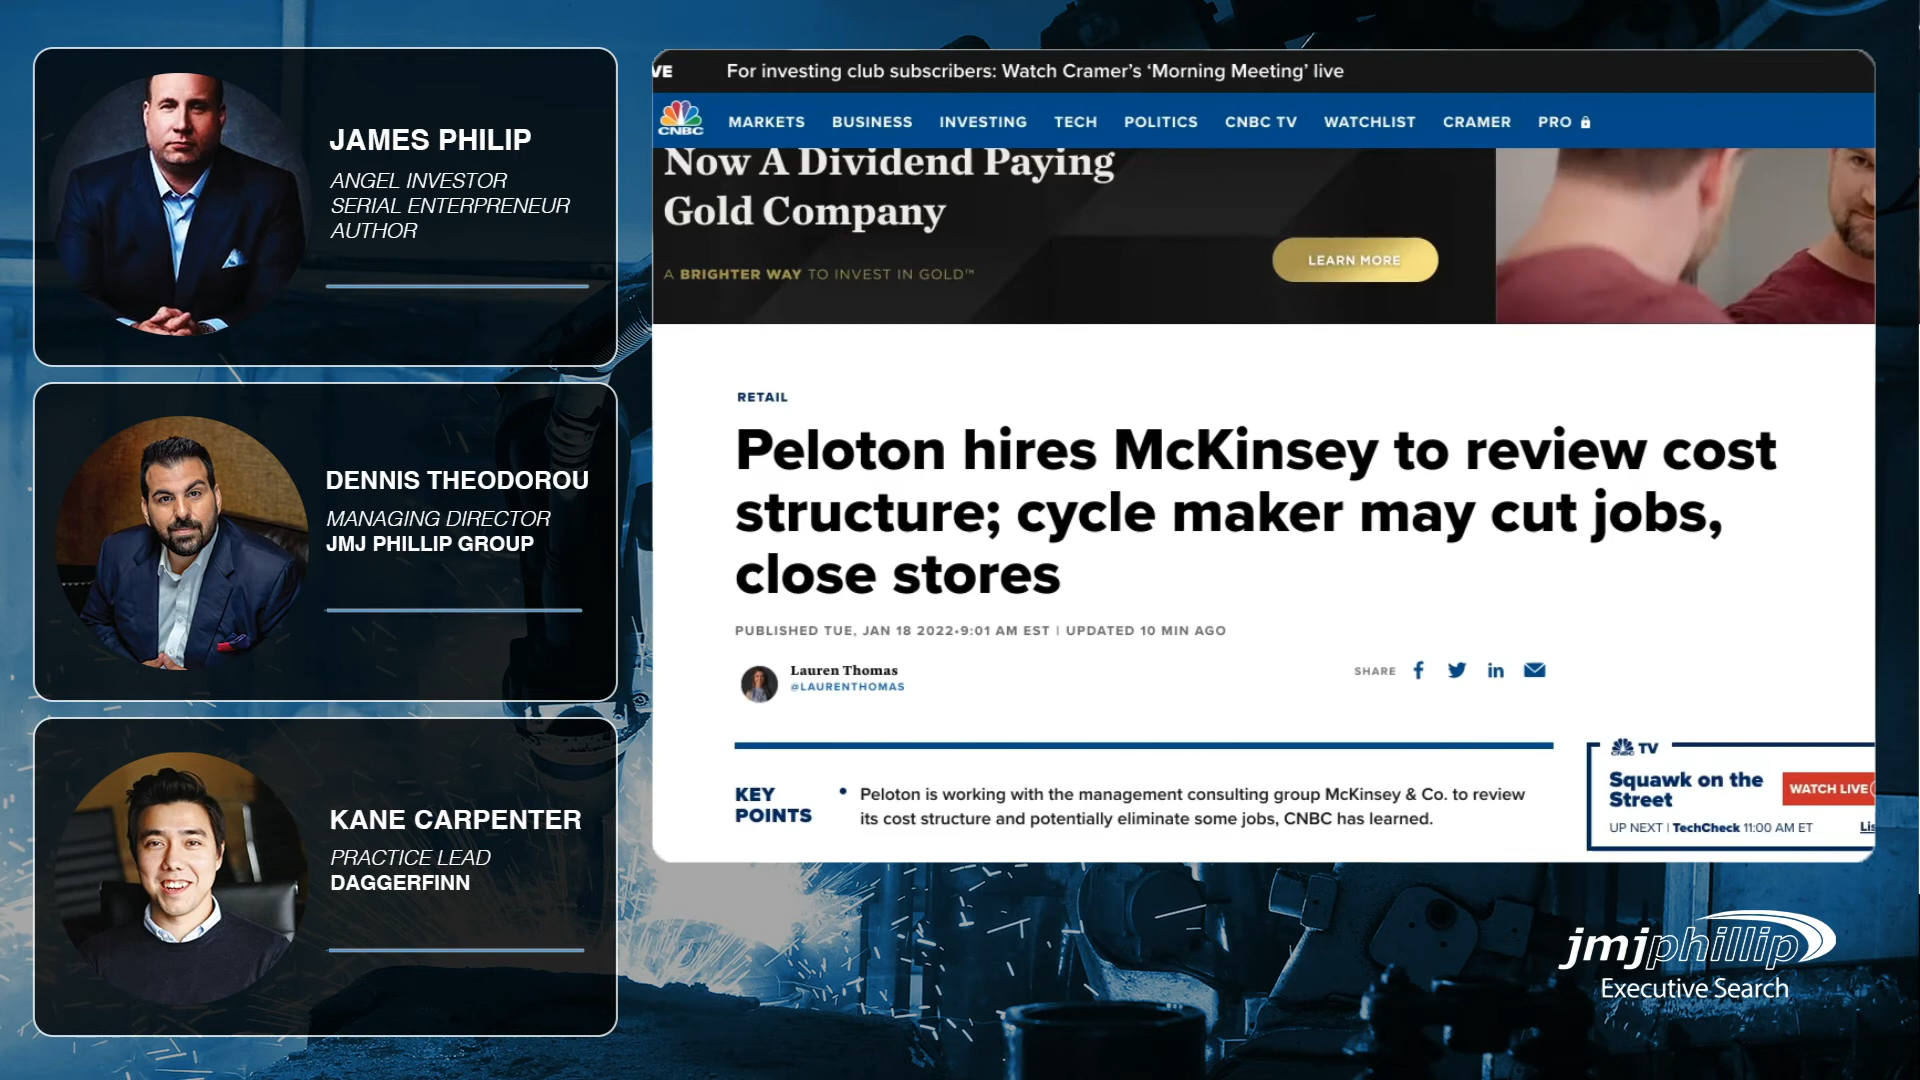 JAMES PHILIP
ANGEL INVESTOR
SERIAL ENTERPRENEUR
AUTHOR
DENNIS THEODOROU
MANAGING DIRECTOR
JMJ PHILLIP GROUP
KANE CARPENTER
PRACTICE LEAD
DAGGERFINN
VE
For investing club subscribers: Watch Cramer’s ‘Morning Meeting’ live
CNBC
MARKETS BUSINESS INVESTING TECH POLITICS CNBC TV WATCHLIST CRAMER PRO
Now A Dividend Paying
Gold Company
A BRIGHTER WAY TO INVEST IN GOLD™
LEARN MORE
RETAIL
Peloton hires McKinsey to review cost
structure; cycle maker may cut jobs,
close stores
PUBLISHED TUE, JAN 18 2022•9:01 AM EST | UPDATED 10 MIN AGO
Lauren Thomas
@LAURENTHOMAS
SHARE
KEY
POINTS
• Peloton is working with the management consulting group McKinsey & Co. to review
its cost structure and potentially eliminate some jobs, CNBC has learned.
CNBC TV
Squawk on the
Street
WATCH LIVE
UP NEXT | TechCheck 11:00 AM ET
Lis
jmjphillip
Executive Search